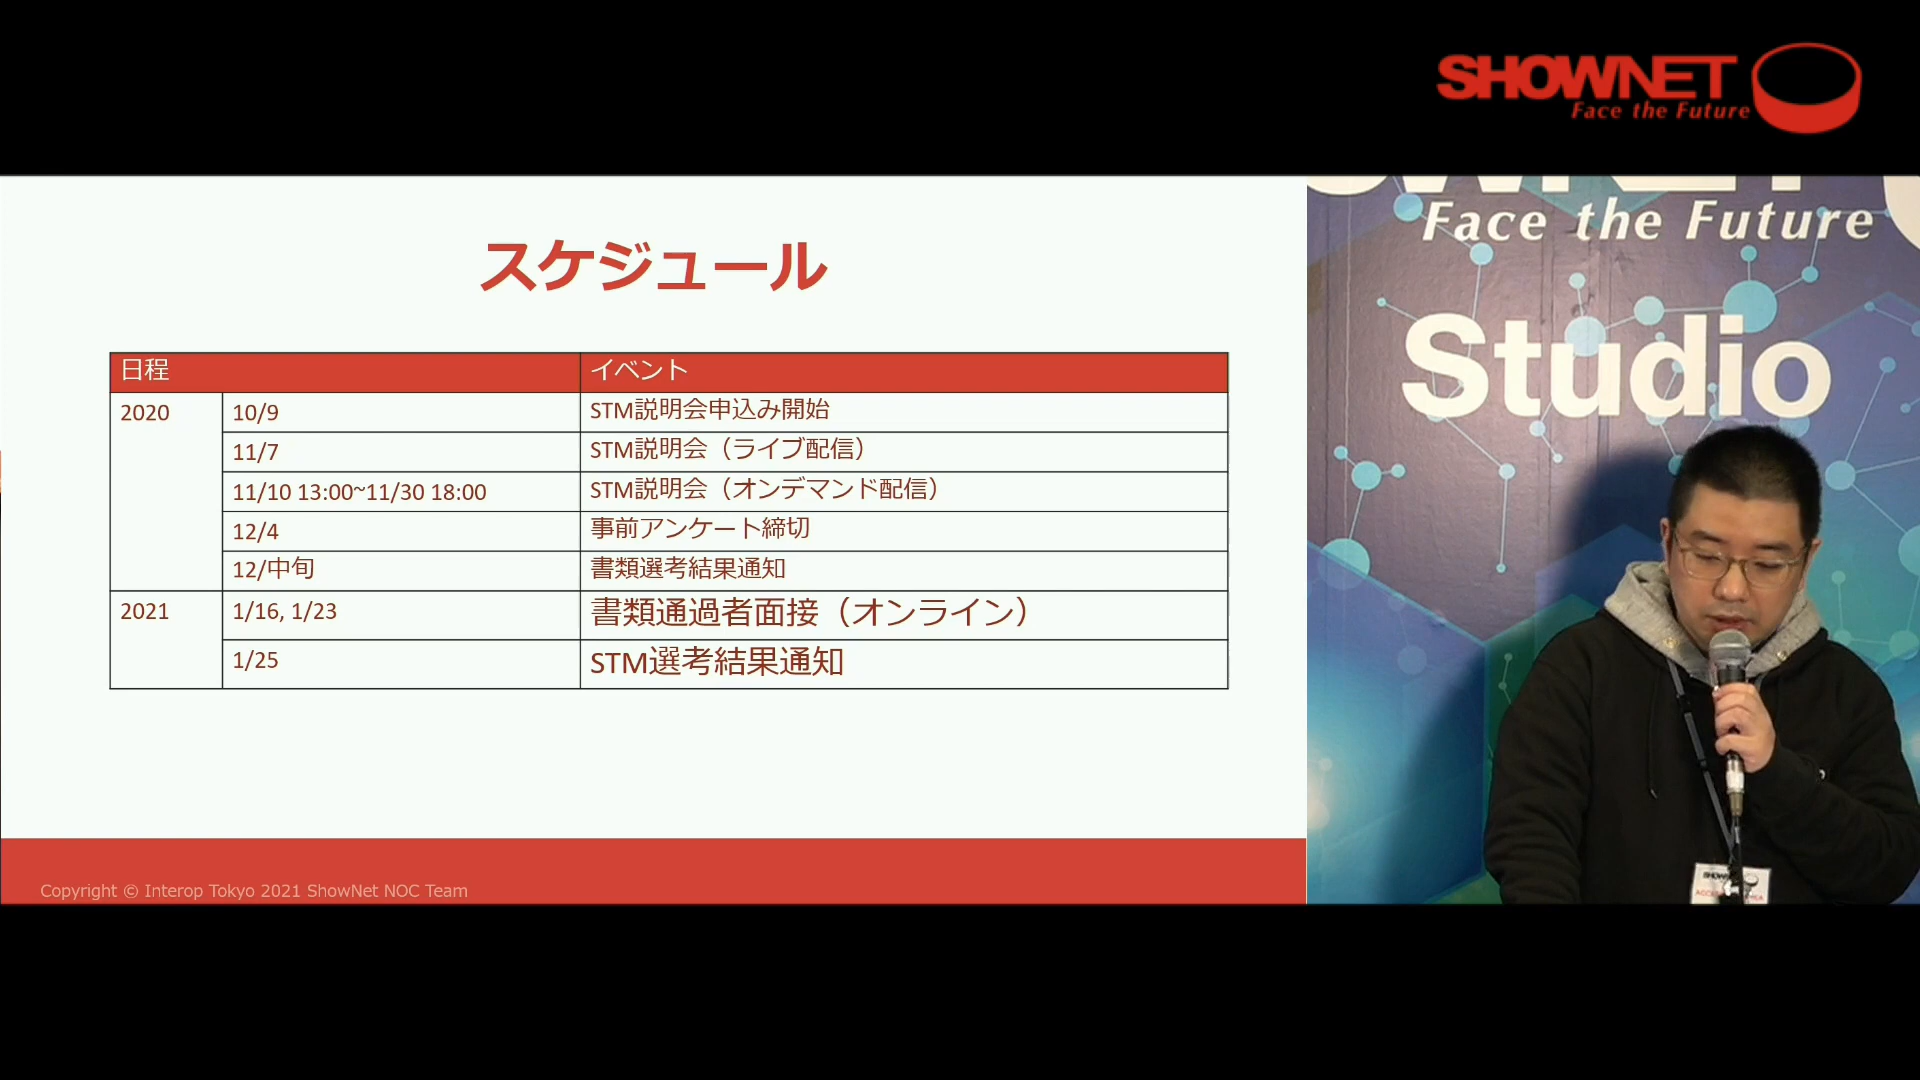 SHOWNET
Face the Future
スケジュール
日程 イベント
2020 10/9 STM説明会申込み開始
11/7 STM説明会（ライブ配信）
11/10 13:00~11/30 18:00 STM説明会（オンデマンド配信）
12/4 事前アンケート締切
12/中旬 書類選考結果通知
2021 1/16, 1/23 書類通過者面接（オンライン）
1/25 STM選考結果通知
Copyright © Interop Tokyo 2021 ShowNet NOC Team
Face the Future
Studio